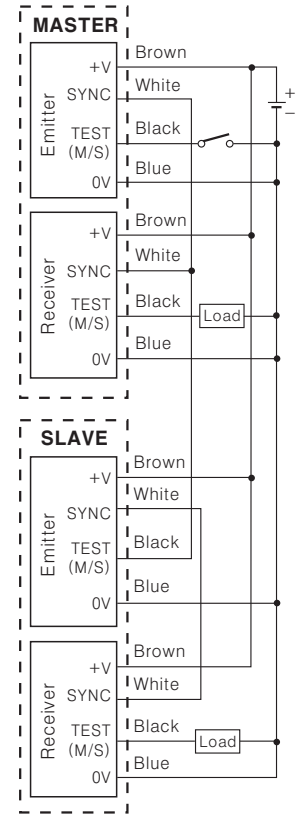 MASTER
Emitter
+V
Brown
SYNC
White
TEST
(M/S)
Black
0V
Blue
+
−
Receiver
+V
Brown
SYNC
White
TEST
(M/S)
Black
Load
0V
Blue
SLAVE
Emitter
+V
Brown
SYNC
White
TEST
(M/S)
Black
0V
Blue
Receiver
+V
Brown
SYNC
White
TEST
(M/S)
Black
Load
0V
Blue